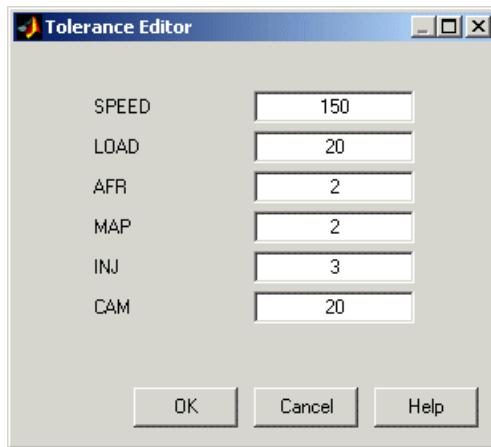 Tolerance Editor
SPEED 150
LOAD 20
AFR 2
MAP 2
INJ 3
CAM 20
OK Cancel Help